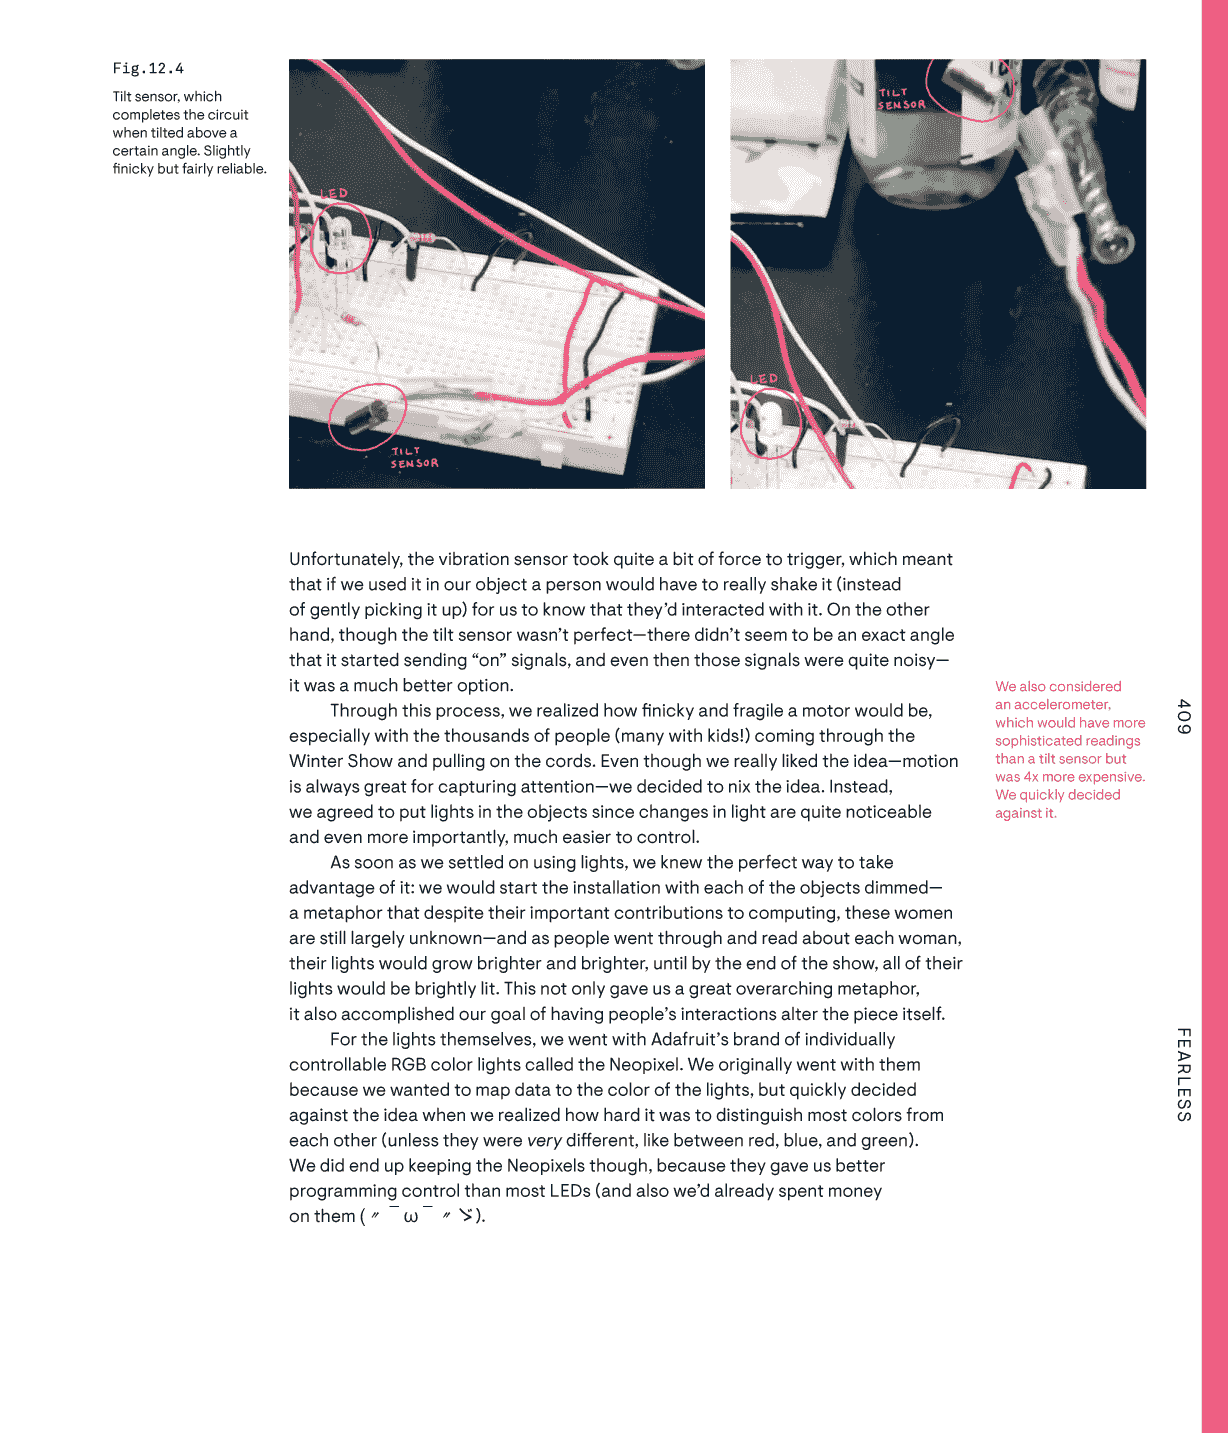 Fig.12.4
Tilt sensor, which
completes the circuit
when tilted above a
certain angle. Slightly
finicky but fairly reliable.
LED
TILT
SENSOR
TILT
SENSOR
LED
Unfortunately, the vibration sensor took quite a bit of force to trigger, which meant
that if we used it in our object a person would have to really shake it (instead
of gently picking it up) for us to know that they’d interacted with it. On the other
hand, though the tilt sensor wasn’t perfect—there didn’t seem to be an exact angle
that it started sending “on” signals, and even then those signals were quite noisy—
it was a much better option.
Through this process, we realized how finicky and fragile a motor would be,
especially with the thousands of people (many with kids!) coming through the
Winter Show and pulling on the cords. Even though we really liked the idea—motion
is always great for capturing attention—we decided to nix the idea. Instead,
we agreed to put lights in the objects since changes in light are quite noticeable
and even more importantly, much easier to control.
As soon as we settled on using lights, we knew the perfect way to take
advantage of it: we would start the installation with each of the objects dimmed—
a metaphor that despite their important contributions to computing, these women
are still largely unknown—and as people went through and read about each woman,
their lights would grow brighter and brighter, until by the end of the show, all of their
lights would be brightly lit. This not only gave us a great overarching metaphor,
it also accomplished our goal of having people’s interactions alter the piece itself.
For the lights themselves, we went with Adafruit’s brand of individually
controllable RGB color lights called the Neopixel. We originally went with them
because we wanted to map data to the color of the lights, but quickly decided
against the idea when we realized how hard it was to distinguish most colors from
each other (unless they were very different, like between red, blue, and green).
We did end up keeping the Neopixels though, because they gave us better
programming control than most LEDs (and also we’d already spent money
on them (〃￣ω￣〃ゞ).
We also considered
an accelerometer,
which would have more
sophisticated readings
than a tilt sensor but
was 4x more expensive.
We quickly decided
against it.
409
FEARLESS